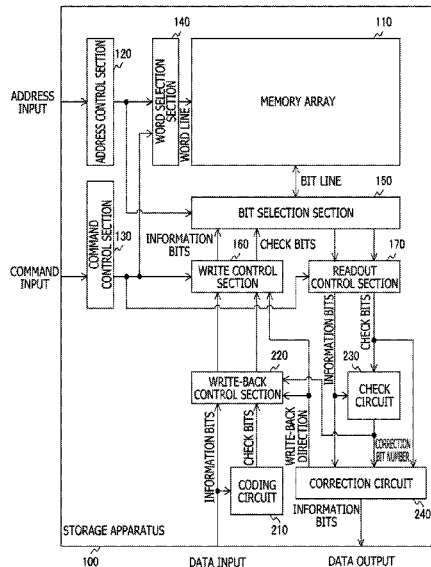 140
110
120
ADDRESS INPUT
ADDRESS CONTROL SECTION
WORD SELECTION SECTION
WORD LINE
MEMORY ARRAY
BIT LINE
150
130
BIT SELECTION SECTION
COMMAND INPUT
COMMAND CONTROL SECTION
INFORMATION BITS
CHECK BITS
160
170
WRITE CONTROL SECTION
READOUT CONTROL SECTION
INFORMATION BITS
CHECK BITS
220
230
WRITE-BACK CONTROL SECTION
WRITE-BACK DIRECTION
CHECK CIRCUIT
CORRECTION BIT NUMBER
INFORMATION BITS
CHECK BITS
CODING CIRCUIT
210
CORRECTION CIRCUIT
240
INFORMATION BITS
STORAGE APPARATUS
100
DATA INPUT
DATA OUTPUT